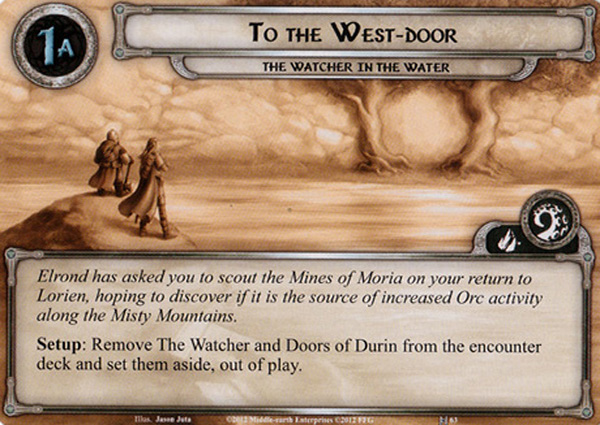 1A
To the West-door
The Watcher in the Water
Elrond has asked you to scout the Mines of Moria on your return to
Lorien, hoping to discover if it is the source of increased Orc activity
along the Misty Mountains.
Setup: Remove The Watcher and Doors of Durin from the encounter
deck and set them aside, out of play.
Illus. Jason Juta ©2012 Middle-earth Enterprises ©2012 FFG 63